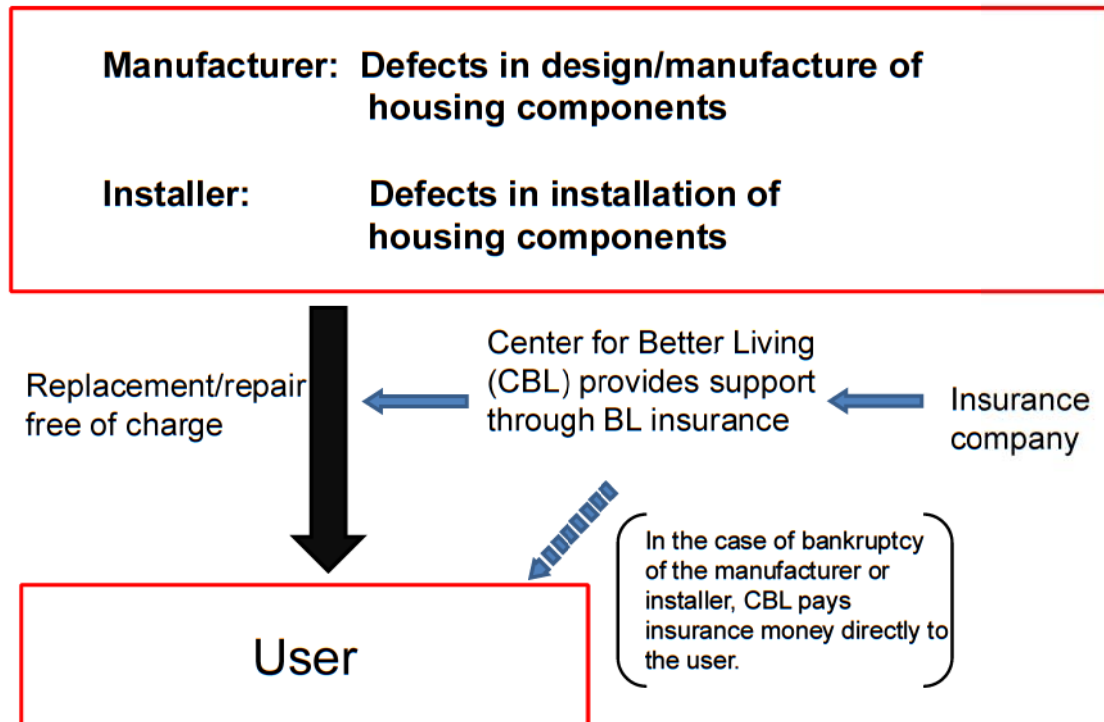 Manufacturer: Defects in design/manufacture of
housing components
Installer: Defects in installation of
housing components
Replacement/repair
free of charge
Center for Better Living
(CBL) provides support
through BL insurance
Insurance
company
In the case of bankruptcy
of the manufacturer or
installer, CBL pays
insurance money directly to
the user.
User